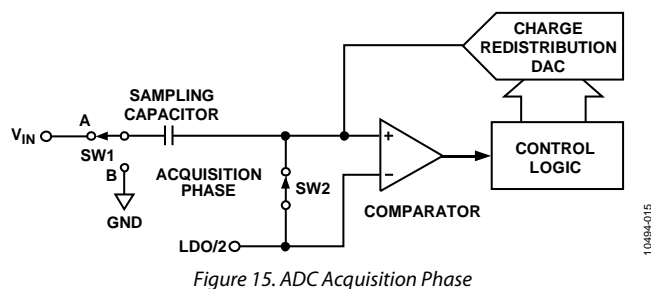 CHARGE
REDISTRIBUTION
DAC
SAMPLING
CAPACITOR
A
VIN
SW1
+
B
ACQUISITION
PHASE
SW2
−
CONTROL
LOGIC
GND
COMPARATOR
LDO/2
10494-015
Figure 15. ADC Acquisition Phase